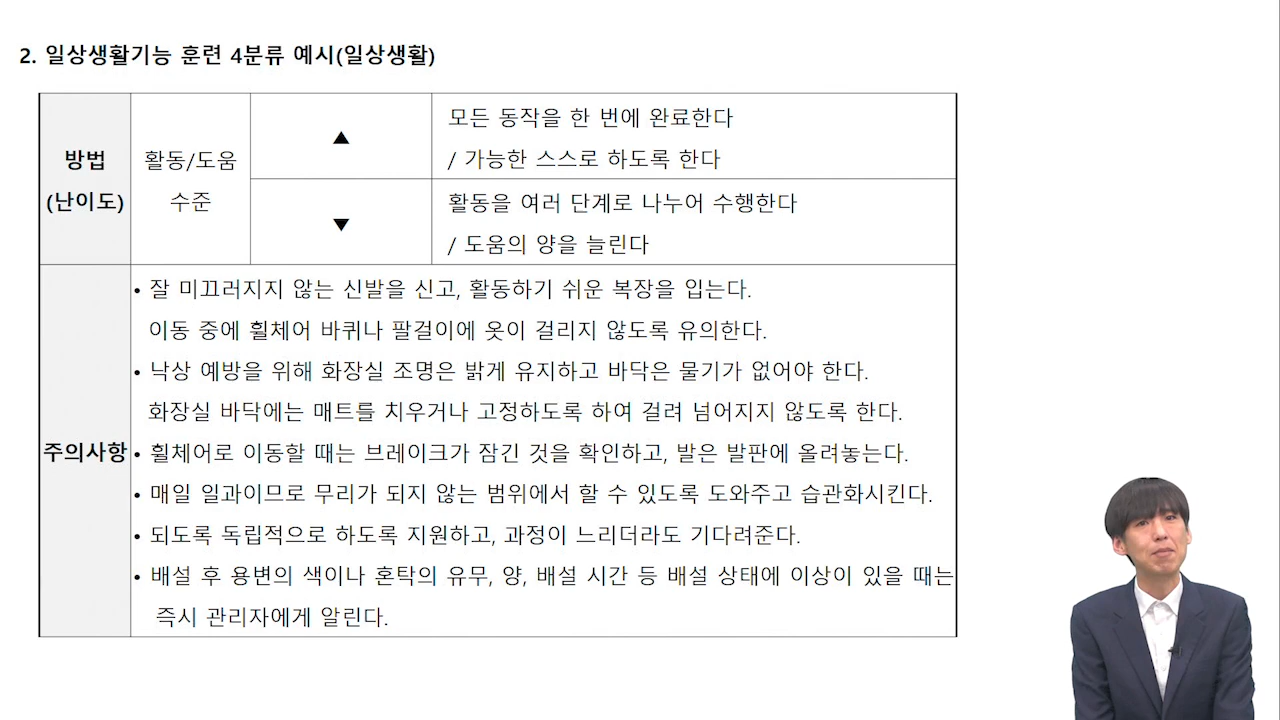 2. 일상생활기능 훈련 4분류 예시(일상생활)
방법
(난이도)
활동/도움
수준
▲
모든 동작을 한 번에 완료한다
/ 가능한 스스로 하도록 한다
▼
활동을 여러 단계로 나누어 수행한다
/ 도움의 양을 늘린다
주의사항
• 잘 미끄러지지 않는 신발을 신고, 활동하기 쉬운 복장을 입는다.
이동 중에 휠체어 바퀴나 팔걸이에 옷이 걸리지 않도록 유의한다.
• 낙상 예방을 위해 화장실 조명은 밝게 유지하고 바닥은 물기가 없어야 한다.
화장실 바닥에는 매트를 치우거나 고정하도록 하여 걸려 넘어지지 않도록 한다.
• 휠체어로 이동할 때는 브레이크가 잠긴 것을 확인하고, 발은 발판에 올려놓는다.
• 매일 일과이므로 무리가 되지 않는 범위에서 할 수 있도록 도와주고 습관화시킨다.
• 되도록 독립적으로 하도록 지원하고, 과정이 느리더라도 기다려준다.
• 배설 후 용변의 색이나 혼탁의 유무, 양, 배설 시간 등 배설 상태에 이상이 있을 때는
즉시 관리자에게 알린다.